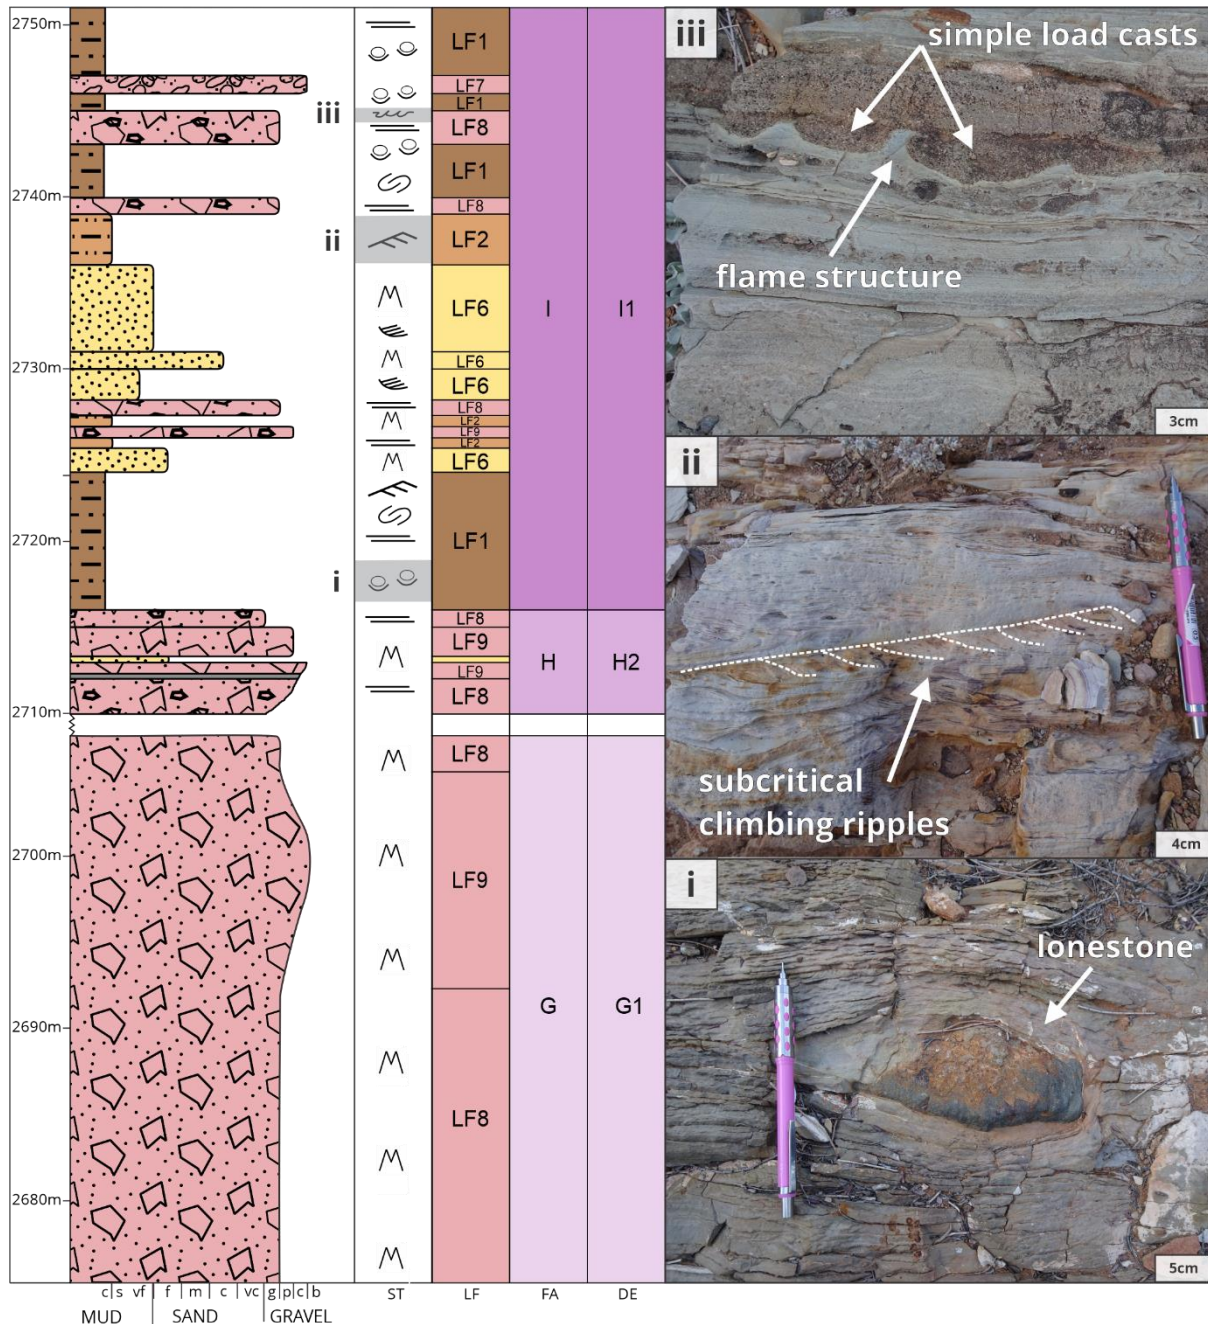 2750m
2740m
2730m
2720m
2710m
2700m
2690m
2680m
iii
ii
i
LF1
LF7
LF1
LF8
LF1
LF8
LF2
LF6
LF6
LF6
LF8
LF2
LF9
LF2
LF6
LF1
LF8
LF9
LF9
LF8
LF8
LF9
LF8
I
H
G
I1
H2
G1
c s vf f m c vc g p c b
MUD SAND GRAVEL
ST LF FA DE
iii
simple load casts
flame structure
3cm
ii
subcritical
climbing ripples
4cm
i
lonestone
5cm